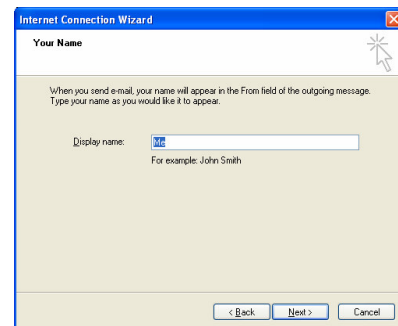 Internet Connection Wizard
Your Name
When you send e-mail, your name will appear in the From field of the outgoing message.
Type your name as you would like it to appear.
Display name: Me
For example: John Smith
< Back Next > Cancel